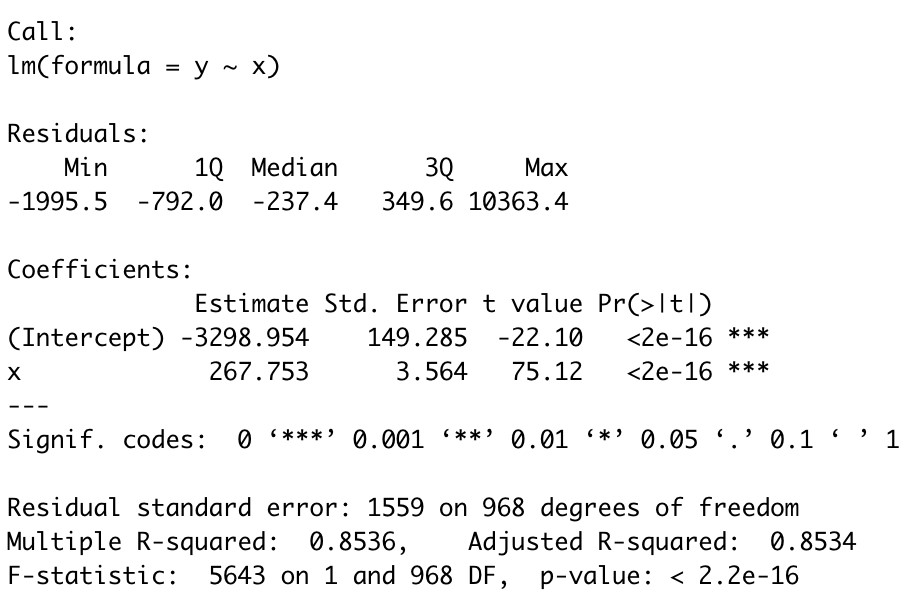 Call:
lm(formula = y ~ x)
Residuals:
Min 1Q Median 3Q Max
-1995.5 -792.0 -237.4 349.6 10363.4
Coefficients:
Estimate Std. Error t value Pr(>|t|)
(Intercept) -3298.954 149.285 -22.10 <2e-16 ***
x 267.753 3.564 75.12 <2e-16 ***
---
Signif. codes: 0 ‘***’ 0.001 ‘**’ 0.01 ‘*’ 0.05 ‘.’ 0.1 ‘ ’ 1
Residual standard error: 1559 on 968 degrees of freedom
Multiple R-squared: 0.8536, Adjusted R-squared: 0.8534
F-statistic: 5643 on 1 and 968 DF, p-value: < 2.2e-16